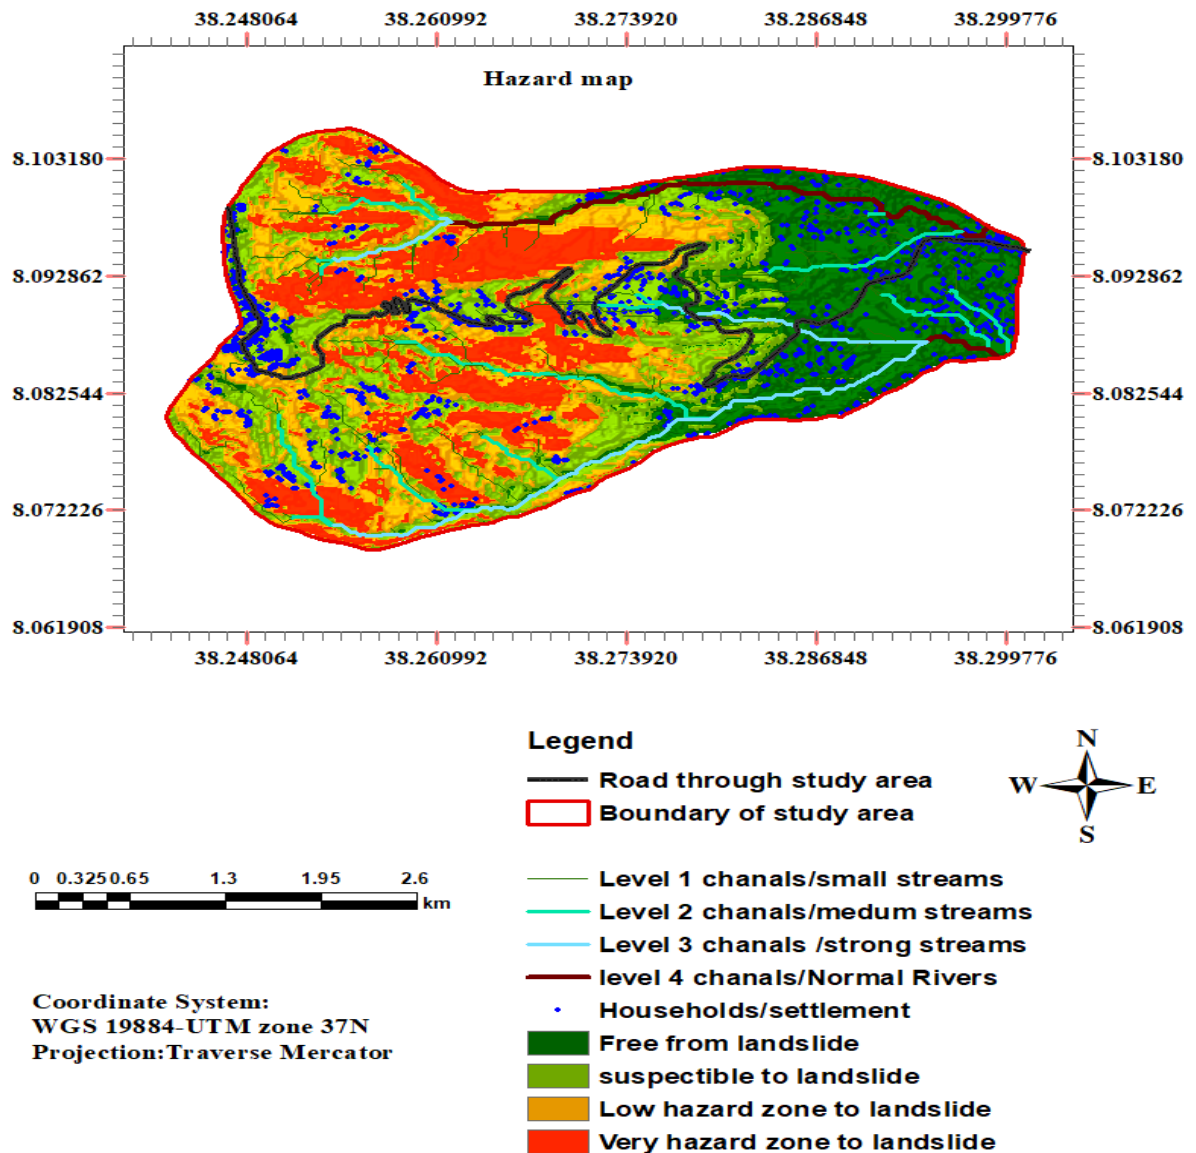 38.248064 38.260992 38.273920 38.286848 38.299776
Hazard map
8.103180 8.103180
8.092862 8.092862
8.082544 8.082544
8.072226 8.072226
8.061908 8.061908
38.248064 38.260992 38.273920 38.286848 38.299776
Legend
Road through study area
Boundary of study area
N
W E
S
Level 1 chanals/small streams
Level 2 chanals/medum streams
Level 3 chanals /strong streams
level 4 chanals/Normal Rivers
Households/settlement
Free from landslide
suspectible to landslide
Low hazard zone to landslide
Very hazard zone to landslide
0 0.325 0.65 1.3 1.95 2.6
km
Coordinate System:
WGS 19884-UTM zone 37N
Projection:Traverse Mercator